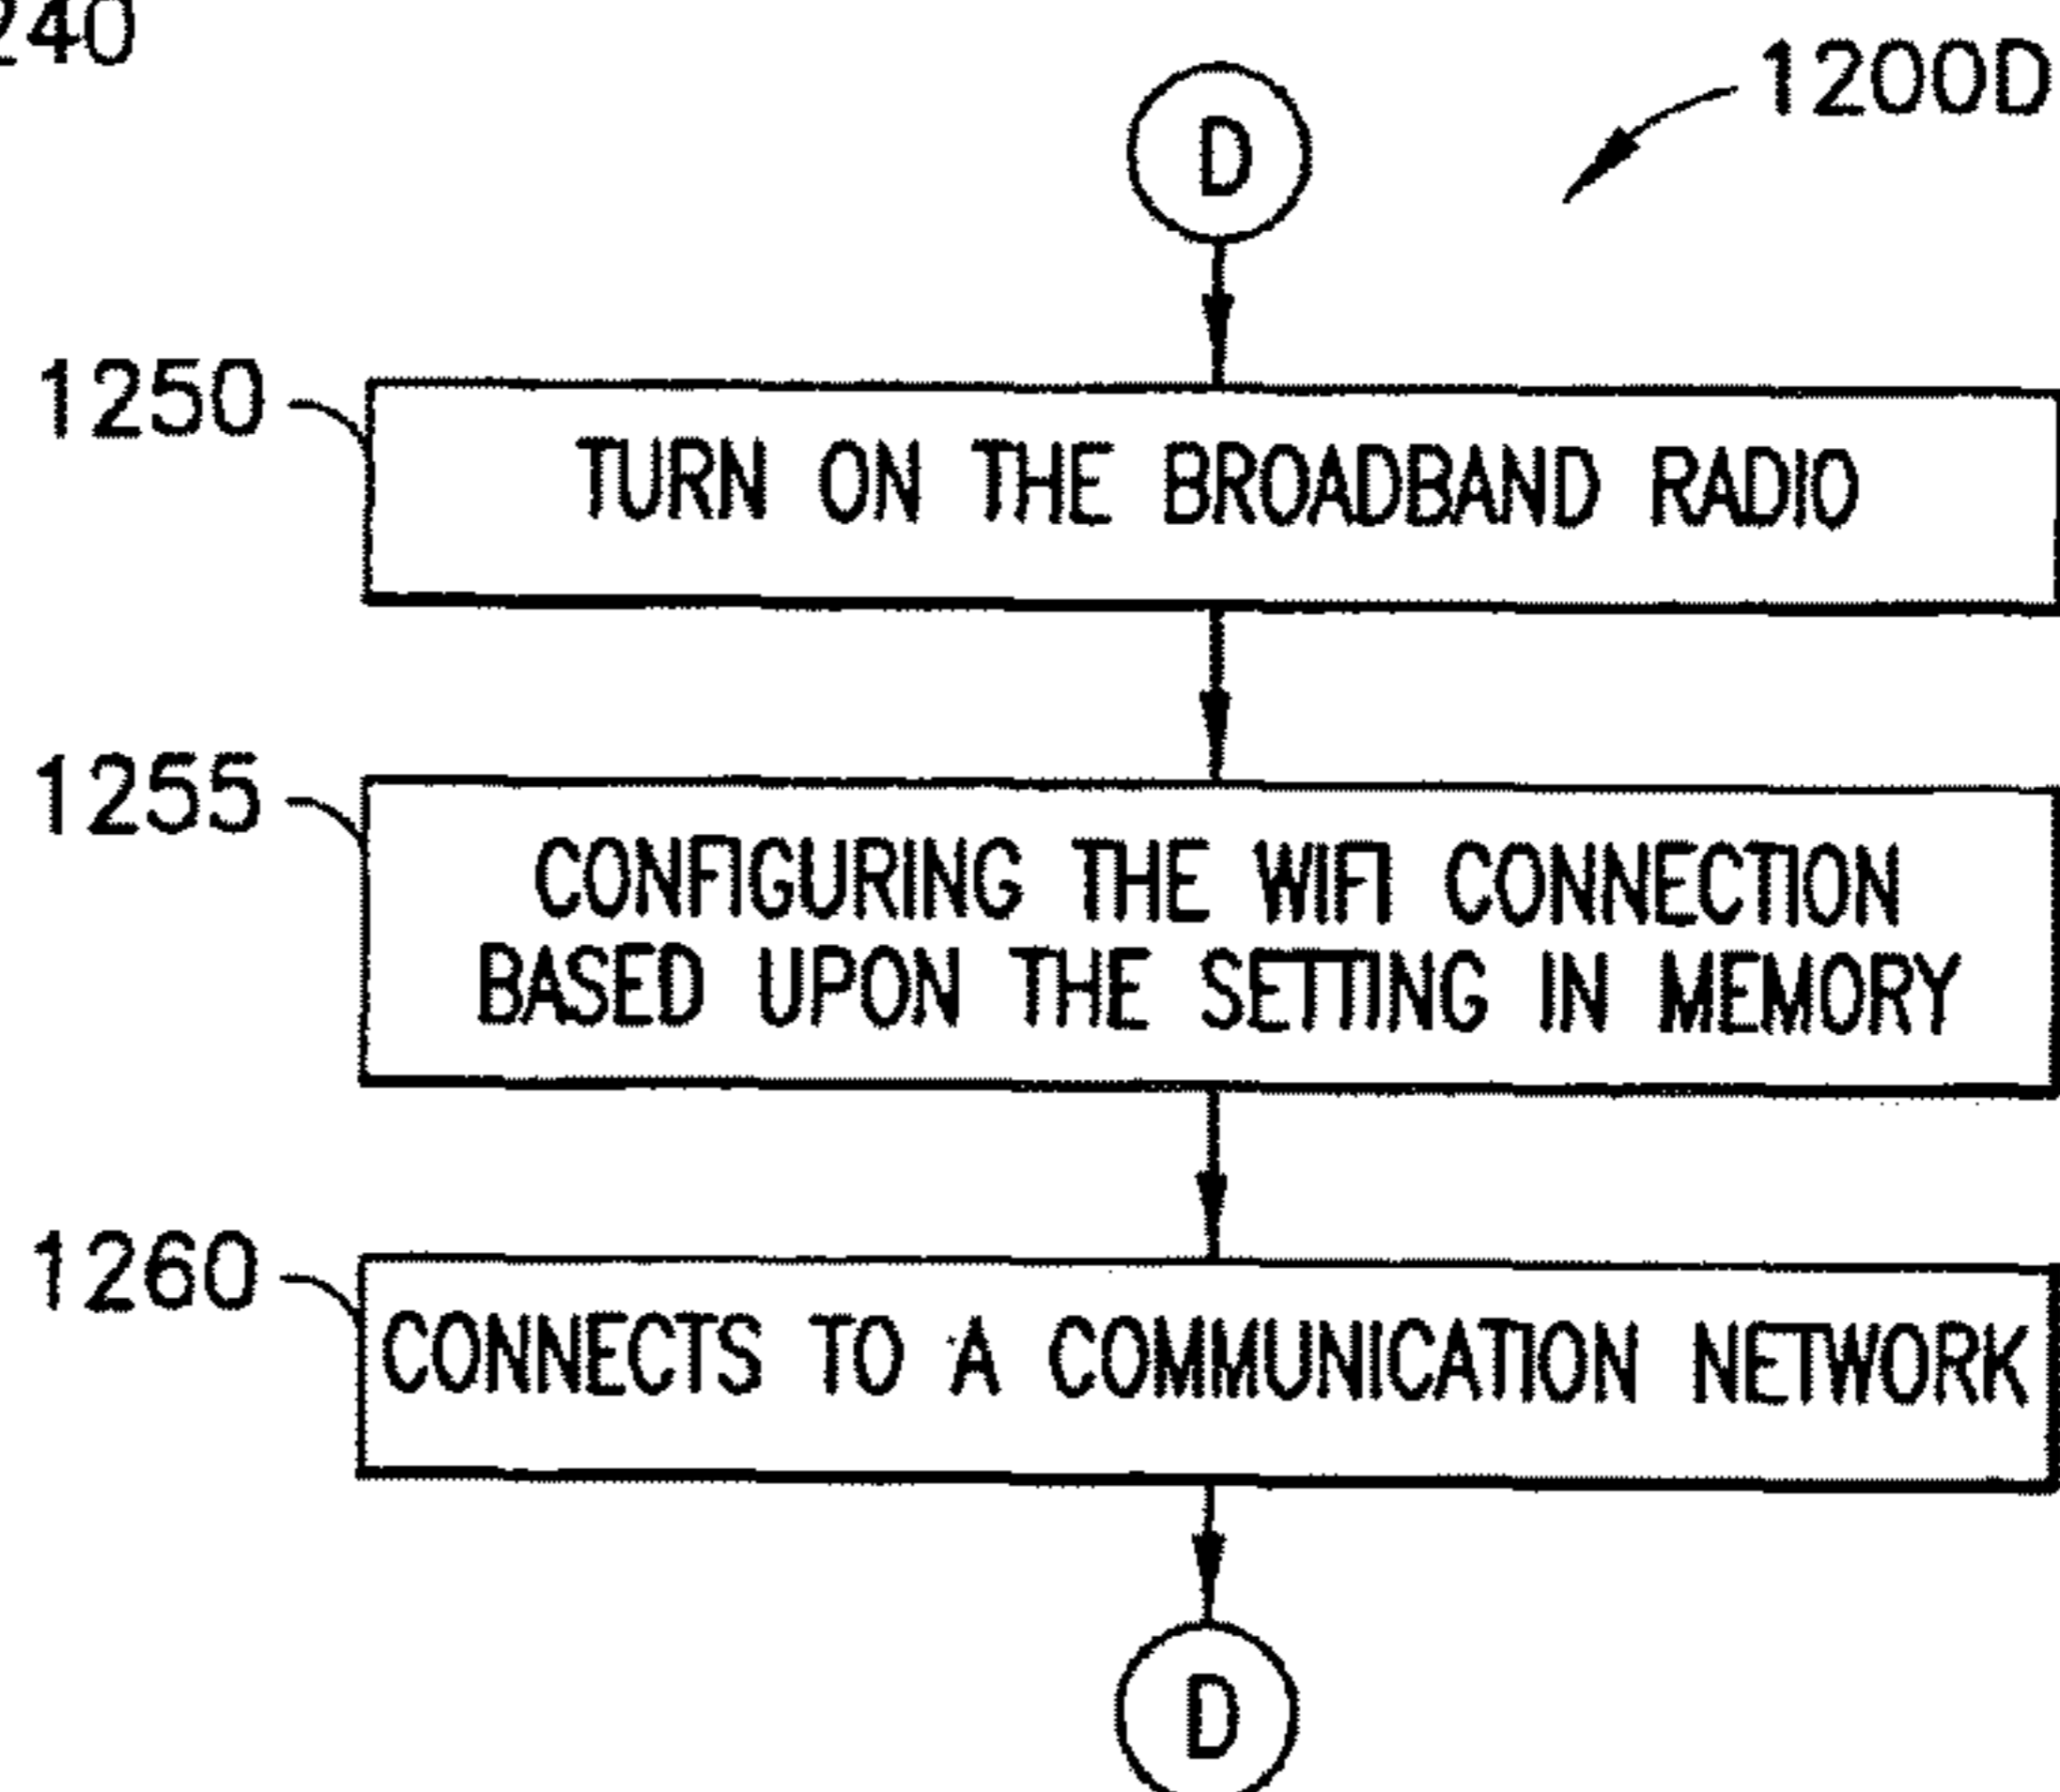 240
1200D
D
1250
TURN ON THE BROADBAND RADIO
1255
CONFIGURING THE WIFI CONNECTION
BASED UPON THE SETTING IN MEMORY
1260
CONNECTS TO A COMMUNICATION NETWORK
D